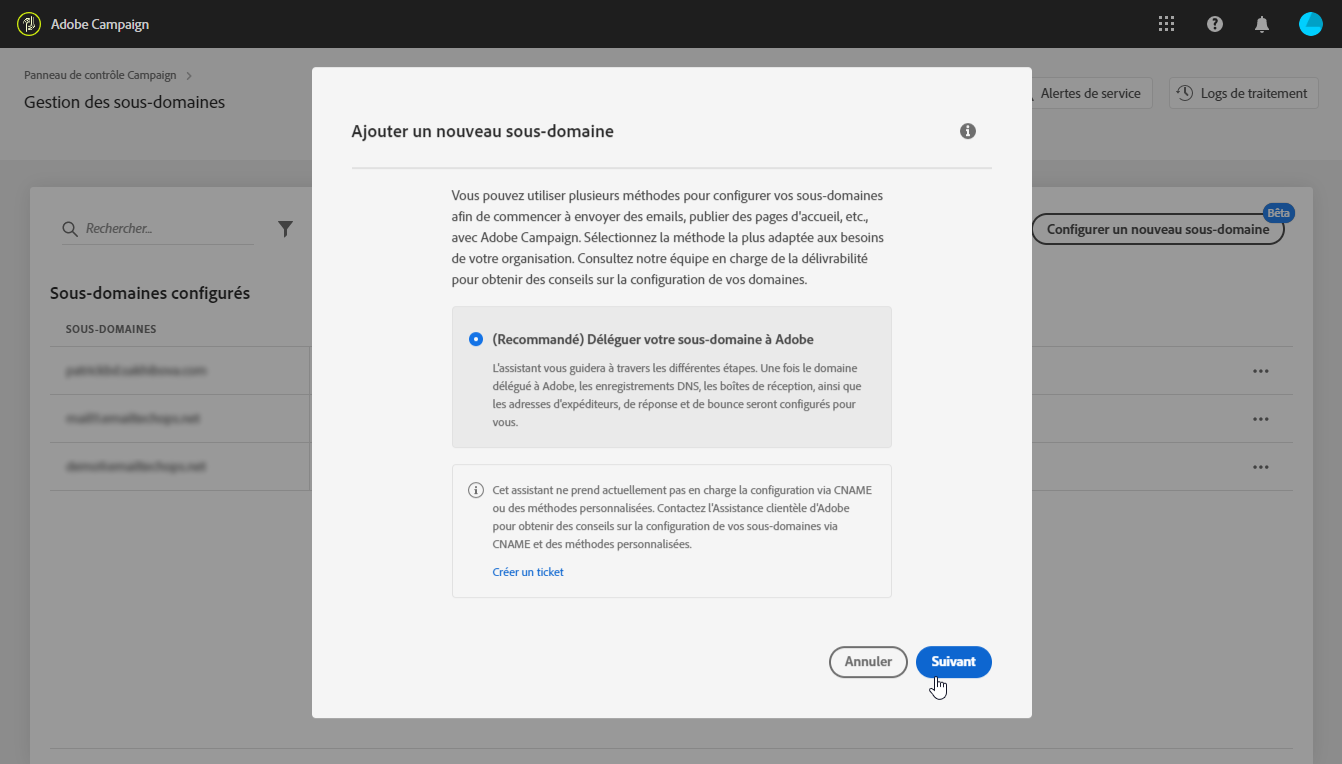 Adobe Campaign
Panneau de contrôle Campaign
Gestion des sous-domaines
Alertes de service
Logs de traitement
Rechercher...
Bêta
Configurer un nouveau sous-domaine
Sous-domaines configurés
SOUS-DOMAINES
Ajouter un nouveau sous-domaine
Vous pouvez utiliser plusieurs méthodes pour configurer vos sous-domaines
afin de commencer à envoyer des emails, publier des pages d'accueil, etc.,
avec Adobe Campaign. Sélectionnez la méthode la plus adaptée aux besoins
de votre organisation. Consultez notre équipe en charge de la délivrabilité
pour obtenir des conseils sur la configuration de vos domaines.
(Recommandé) Déléguer votre sous-domaine à Adobe
L'assistant vous guidera à travers les différentes étapes. Une fois le domaine
délégué à Adobe, les enregistrements DNS, les boîtes de réception, ainsi que
les adresses d'expéditeurs, de réponse et de bounce seront configurés pour
vous.
Cet assistant ne prend actuellement pas en charge la configuration via CNAME
ou des méthodes personnalisées. Contactez l'Assistance clientèle d'Adobe
pour obtenir des conseils sur la configuration de vos sous-domaines via
CNAME et des méthodes personnalisées.
Créer un ticket
Annuler
Suivant